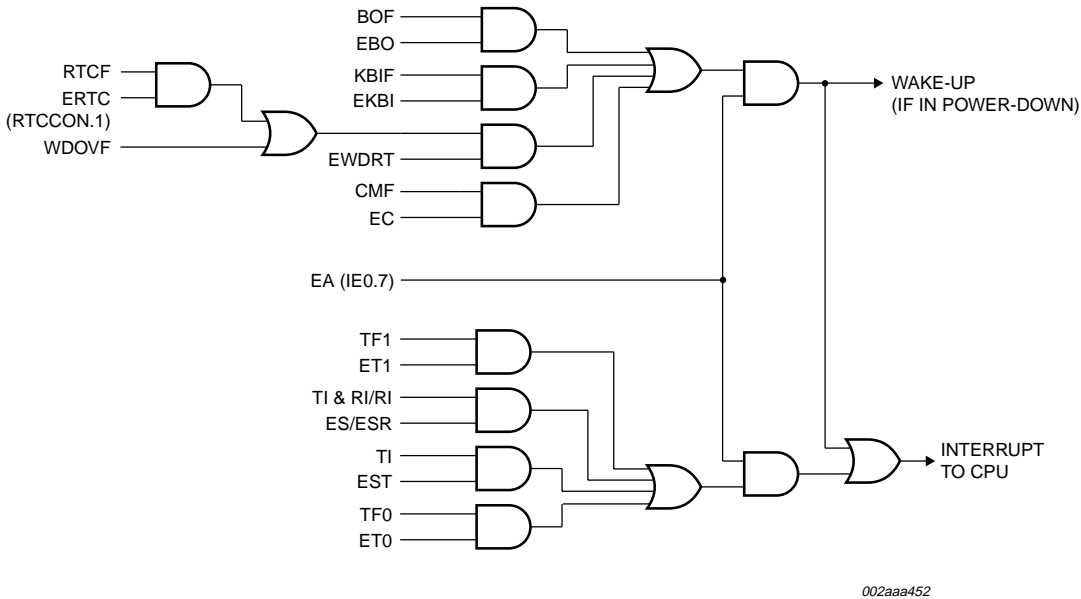 BOF
EBO
RTCF
ERTC
(RTCCON.1)
WDOVF
KBIF
EKBI
EWDRT
CMF
EC
WAKE-UP
(IF IN POWER-DOWN)
EA (IE0.7)
TF1
ET1
TI & RI/RI
ES/ESR
TI
EST
TF0
ET0
INTERRUPT
TO CPU
002aaa452